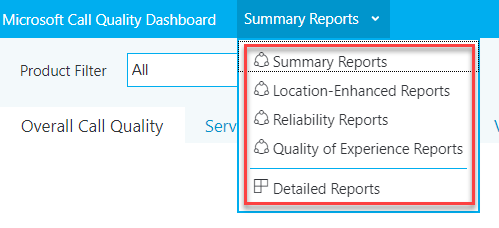 Microsoft Call Quality Dashboard Summary Reports
Product Filter All
Summary Reports
Location-Enhanced Reports
Reliability Reports
Quality of Experience Reports
Detailed Reports
Overall Call Quality